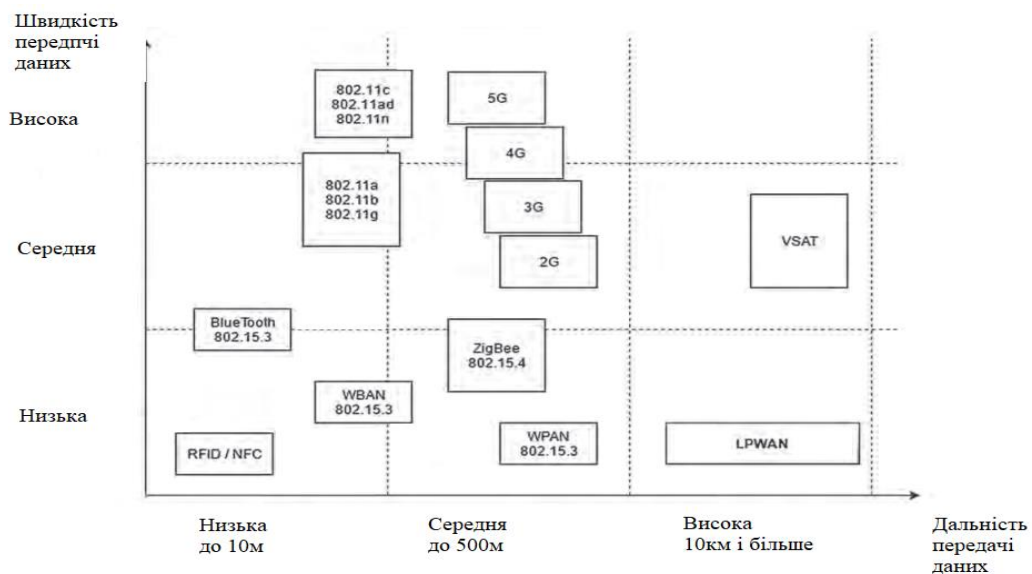 Швидкість
передпчі
даних
802.11c
802.11ad
802.11n
5G
Висока
4G
802.11a
802.11b
802.11g
3G
Середня
VSAT
2G
BlueTooth
802.15.3
ZigBee
802.15.4
WBAN
802.15.3
Низька
WPAN
802.15.3
LPWAN
RFID / NFC
Низька
до 10м
Середня
до 500м
Висока
10км і більше
Дальність
передачі
даних